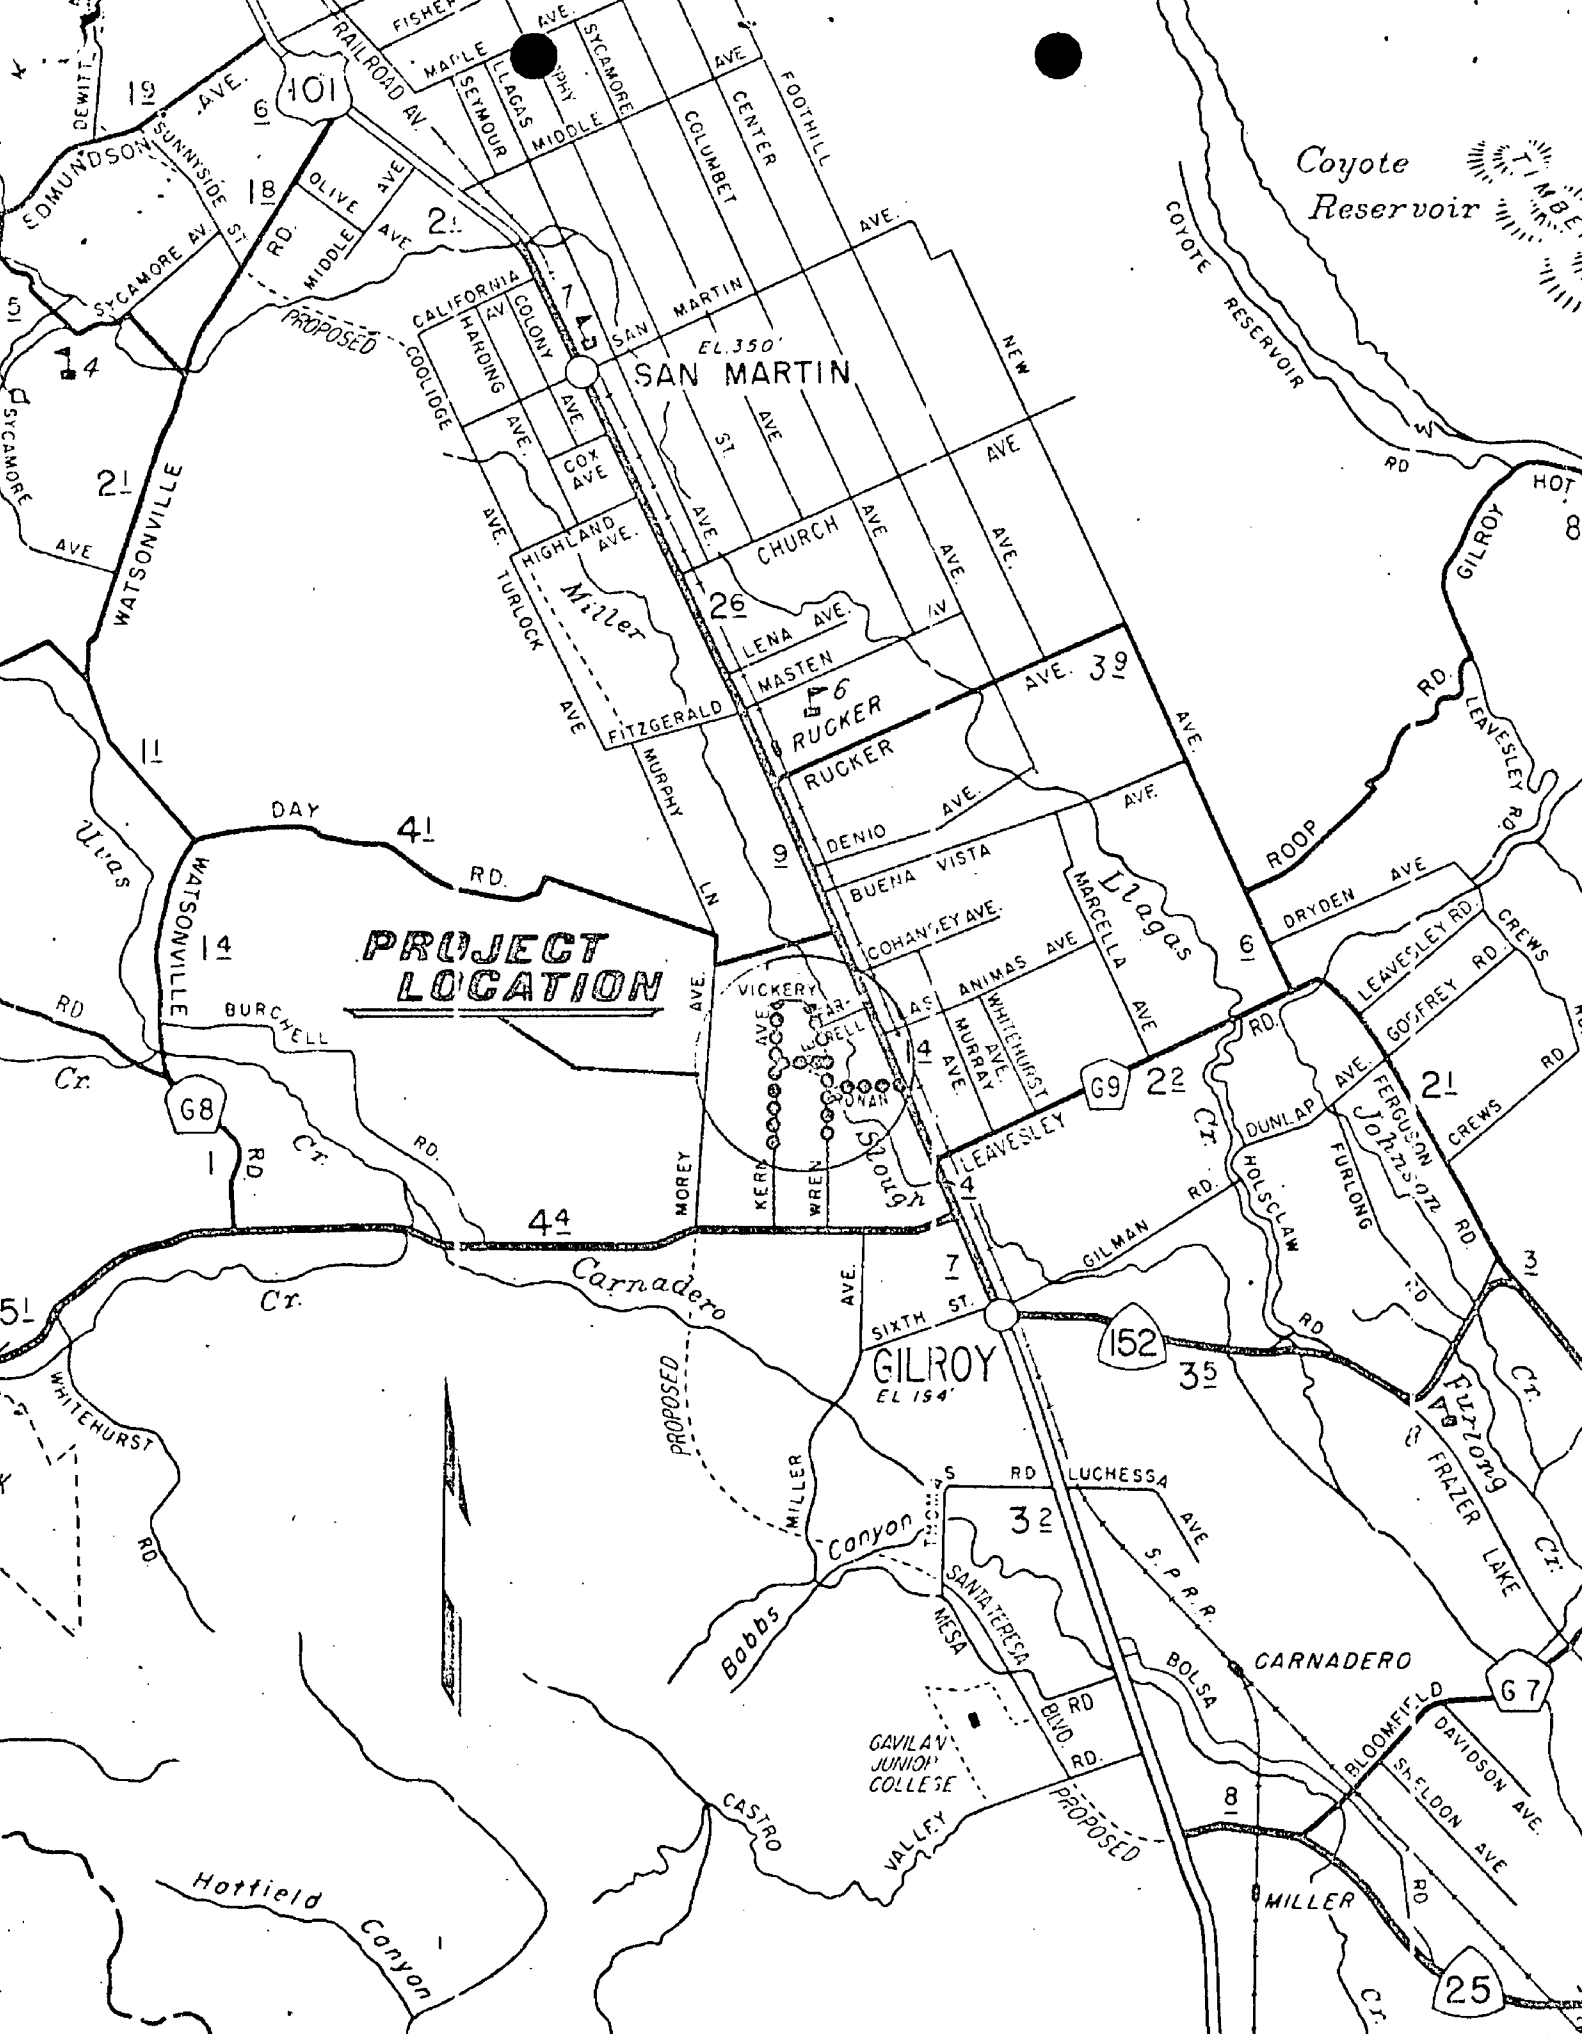 FISHER
AVE.
RAILROAD AV.
MAPLE
SYCAMORE
AVE
DEWITT
19
AVE.
6
101
SEYMOUR
LLAGAS
MIDDLE
COLUMBET
CENTER
FOOTHILL
EDMUNDSON
SUNNYSIDE
ST
18
OLIVE
AVE
MIDDLE
AVE
RD.
Coyote
Reservoir
COYOTE
RESERVOIR
RD
SYCAMORE AV.
PROPOSED
CALIFORNIA
AV.
HARDING
AVE.
COLONY
AVE.
COOLIDGE
AVE.
7
SAN
MARTIN
AVE.
EL. 350'
SAN MARTIN
NEW
AVE.
5
4
SYCAMORE
AVE
21
WATSONVILLE
COX
AVE
ST.
AVE
AVE
HIGHLAND
AVE.
AVE.
CHURCH
AVE
AVE.
AVE.
TURLOCK
AVE
Miller
26
LENA AVE.
MASTEN
AV
FITZGERALD
6
RUCKER
RUCKER
AVE.
39
HOT
8
GILROY
RD.
LEAVESLEY RD.
ROOP
11
DAY
41
RD.
Uvas
MURPHY
LN
9
DENIO
AVE.
BUENA VISTA
AVE.
MARCELLA
AVE
Llagas
DRYDEN
AVE
CREWS
LEAVESLEY RD.
GODFREY
RD
WATSONVILLE
14
PROJECT
LOCATION
COHANSEY AVE.
ANIMAS AVE
6
VICKERY
AVE.
AVE
BURCHELL
RD.
RD
Cr.
G8
1
RD
Cr.
MURRAY
AVE.
WHITEHURST
AVE.
14
G9
22
RD.
LEAVESLEY
RONAN
Slough
MOREY
KERN
WREN
4
Cr.
DUNLAP
AVE.
FERGUSON
RD.
21
CREWS
RD
Johnson
FURLONG
RD
HOLSCLAW
RD
GILMAN
RD.
44
Carnadero
Cr.
51
7
AVE.
SIXTH ST.
GILROY
EL 194'
152
35
3
Cr.
WHITEHURST
RD.
PROPOSED
MILLER
Furlong
Cr.
FRAZER
LAKE
THOMAS
RD
LUCHESSA
AVE
32
S. P. R. R.
Canyon
Babbs
SANTA TERESA
BLVD.
MESA
RD
BOLSA
RD
CARNADERO
G7
BLOOMFIELD
DAVIDSON AVE.
SHELDON
AVE
GAVILAN
JUNIOR
COLLEGE
RD.
PROPOSED
8
CASTRO
VALLEY
MILLER
Hatfield
Canyon
25
Cr.